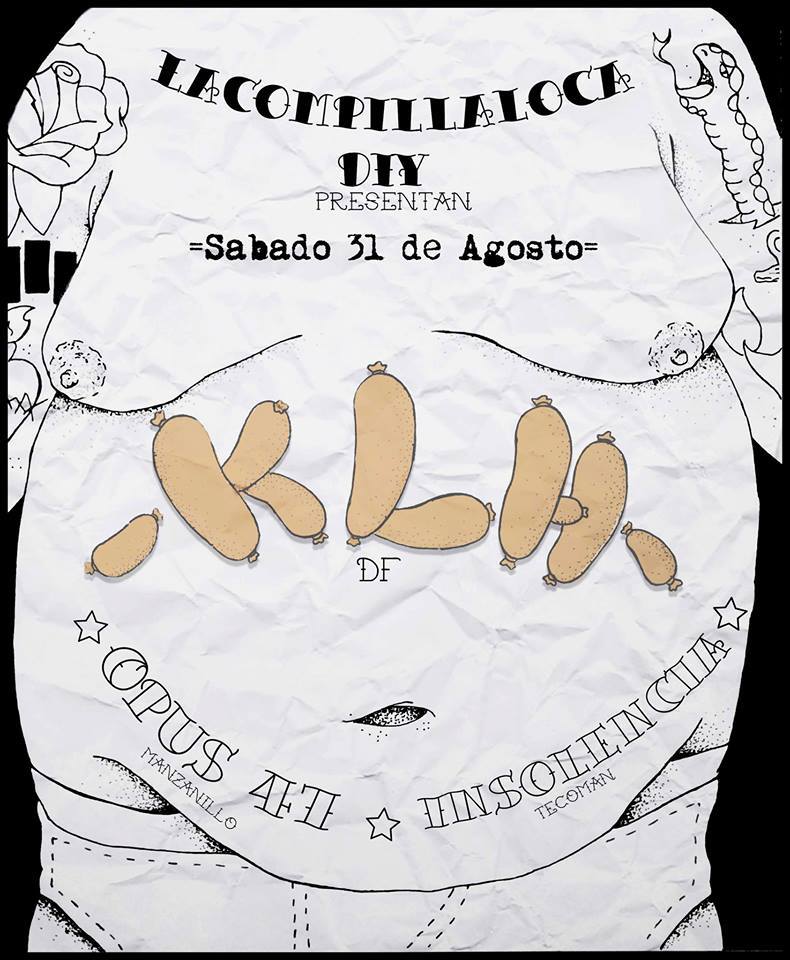 LACOMPILLALOCA
DIY
PRESENTAN
=Sabado 31 de Agosto=
KLH
DF
OPUS 47
MANZANILLO
INSOLENCIA
TECOMAN